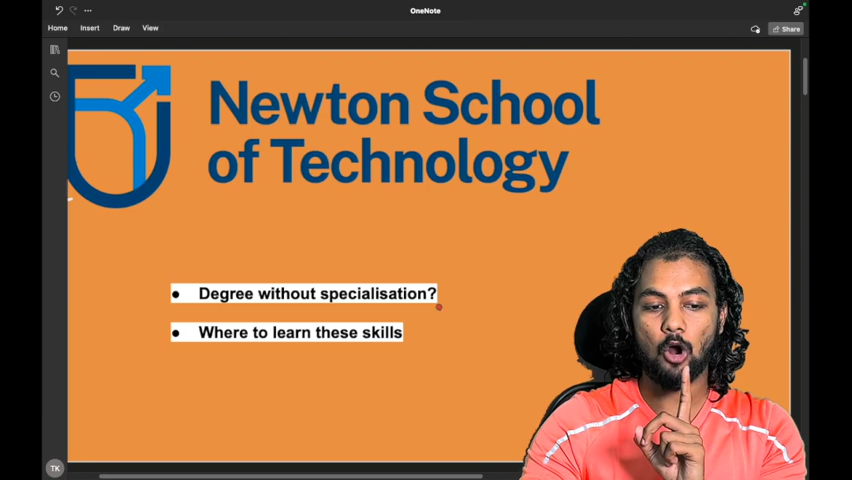 OneNote
Home Insert Draw View
Share
Newton School
of Technology
• Degree without specialisation?
• Where to learn these skills
TK